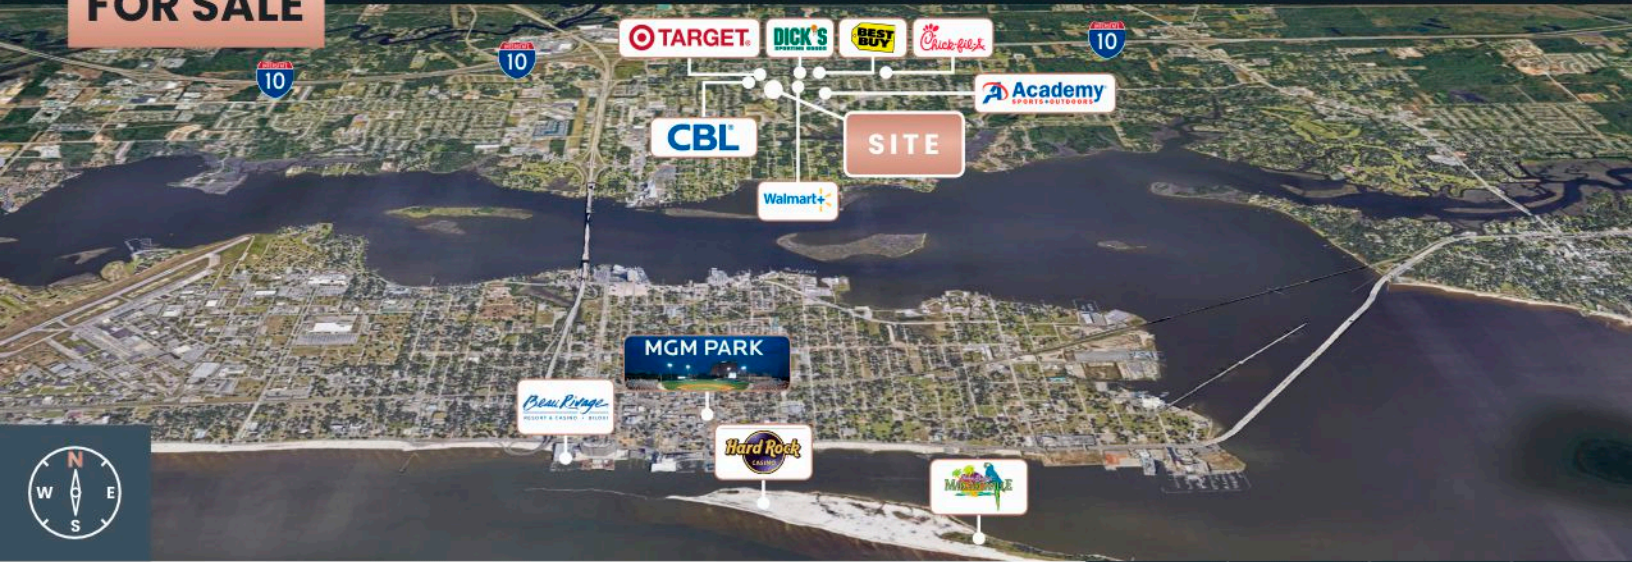 FOR SALE
10
10
10
TARGET
DICK'S
SPORTING GOODS
BEST
BUY
Chick-fil-A
Academy
SPORTS+OUTDOORS
CBL
SITE
Walmart+
MGM PARK
Beau Rivage
RESORT & CASINO • BILOXI
Hard Rock
CASINO
N
W E
S